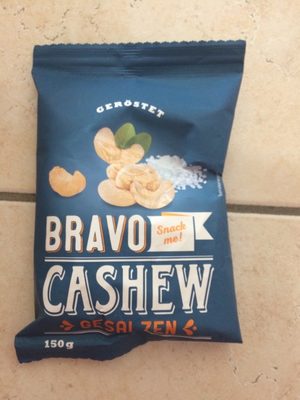 GERÖSTET
BRAVO
Snack
me!
CASHEW
GESALZEN
150g